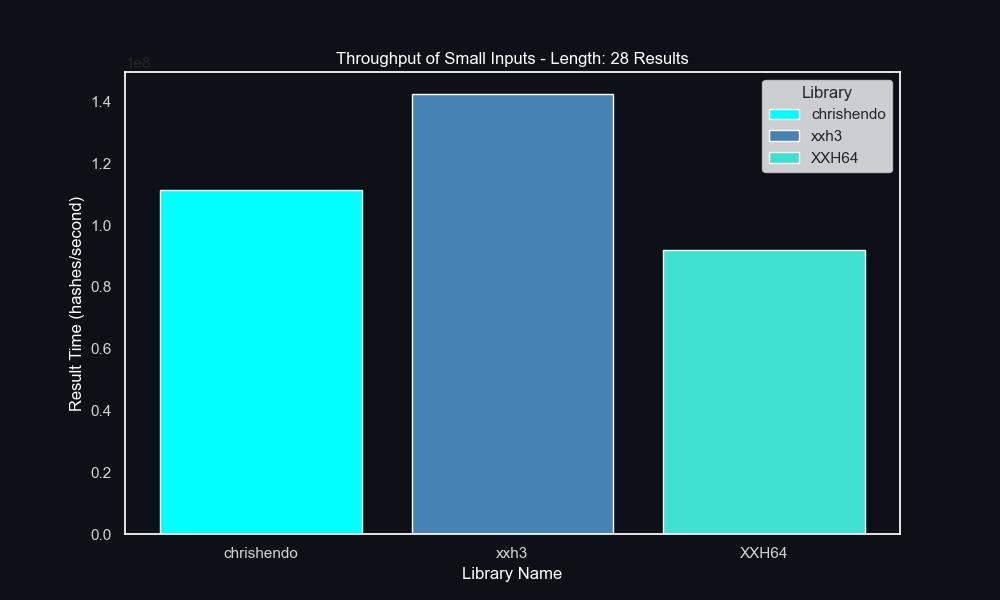 Throughput of Small Inputs - Length: 28 Results
1e8
Library
chrishendo
xxh3
XXH64
Result Time (hashes/second)
1.4
1.2
1.0
0.8
0.6
0.4
0.2
0.0
chrishendo xxh3 XXH64
Library Name